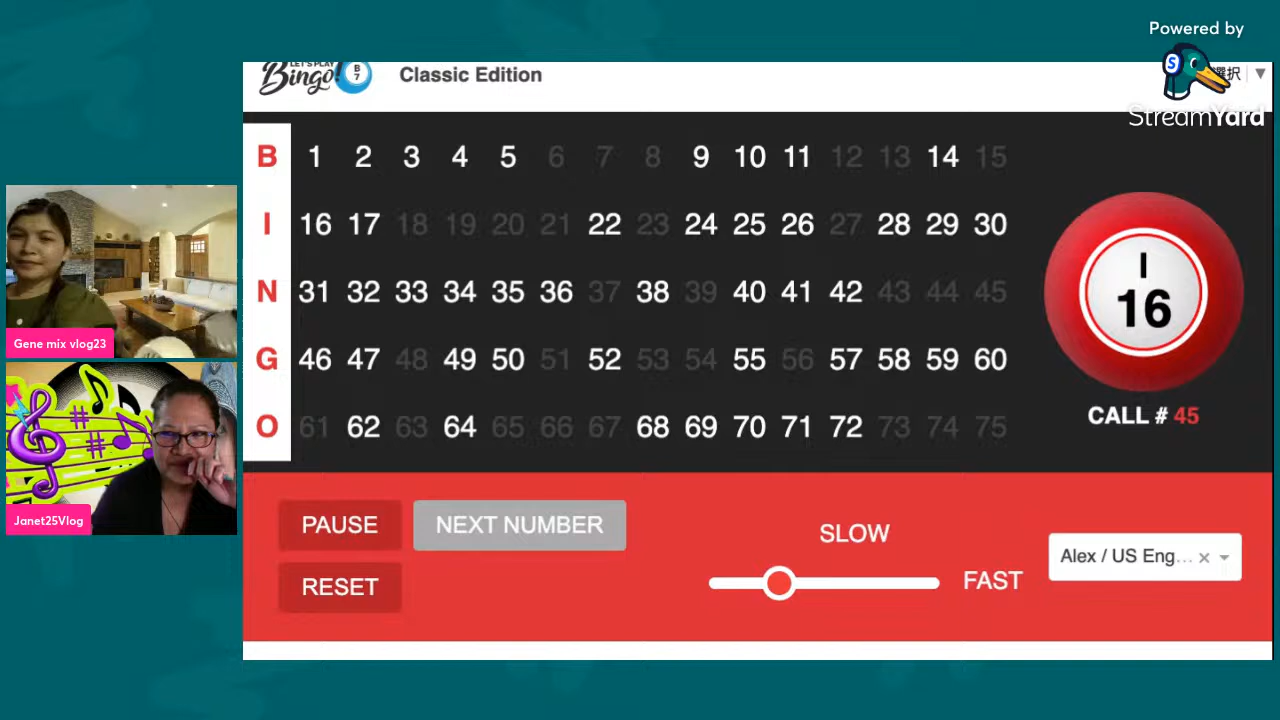 Powered by
StreamYard
LET'S PLAY
Bingo!
B
7
Classic Edition
選択 ▼
B 1 2 3 4 5 6 7 8 9 10 11 12 13 14 15
I 16 17 18 19 20 21 22 23 24 25 26 27 28 29 30
N 31 32 33 34 35 36 37 38 39 40 41 42 43 44 45
G 46 47 48 49 50 51 52 53 54 55 56 57 58 59 60
O 61 62 63 64 65 66 67 68 69 70 71 72 73 74 75
I
16
CALL # 45
Gene mix vlog23
Janet25Vlog
PAUSE
NEXT NUMBER
RESET
SLOW
FAST
Alex / US Eng...